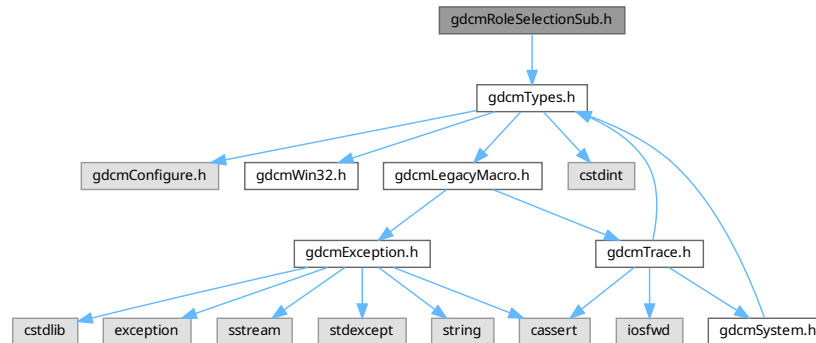 gdcmRoleSelectionSub.h
gdcmTypes.h
gdcmConfigure.h
gdcmWin32.h
gdcmLegacyMacro.h
cstdint
gdcmException.h
gdcmTrace.h
cstdlib
exception
sstream
stdexcept
string
cassert
iosfwd
gdcmSystem.h